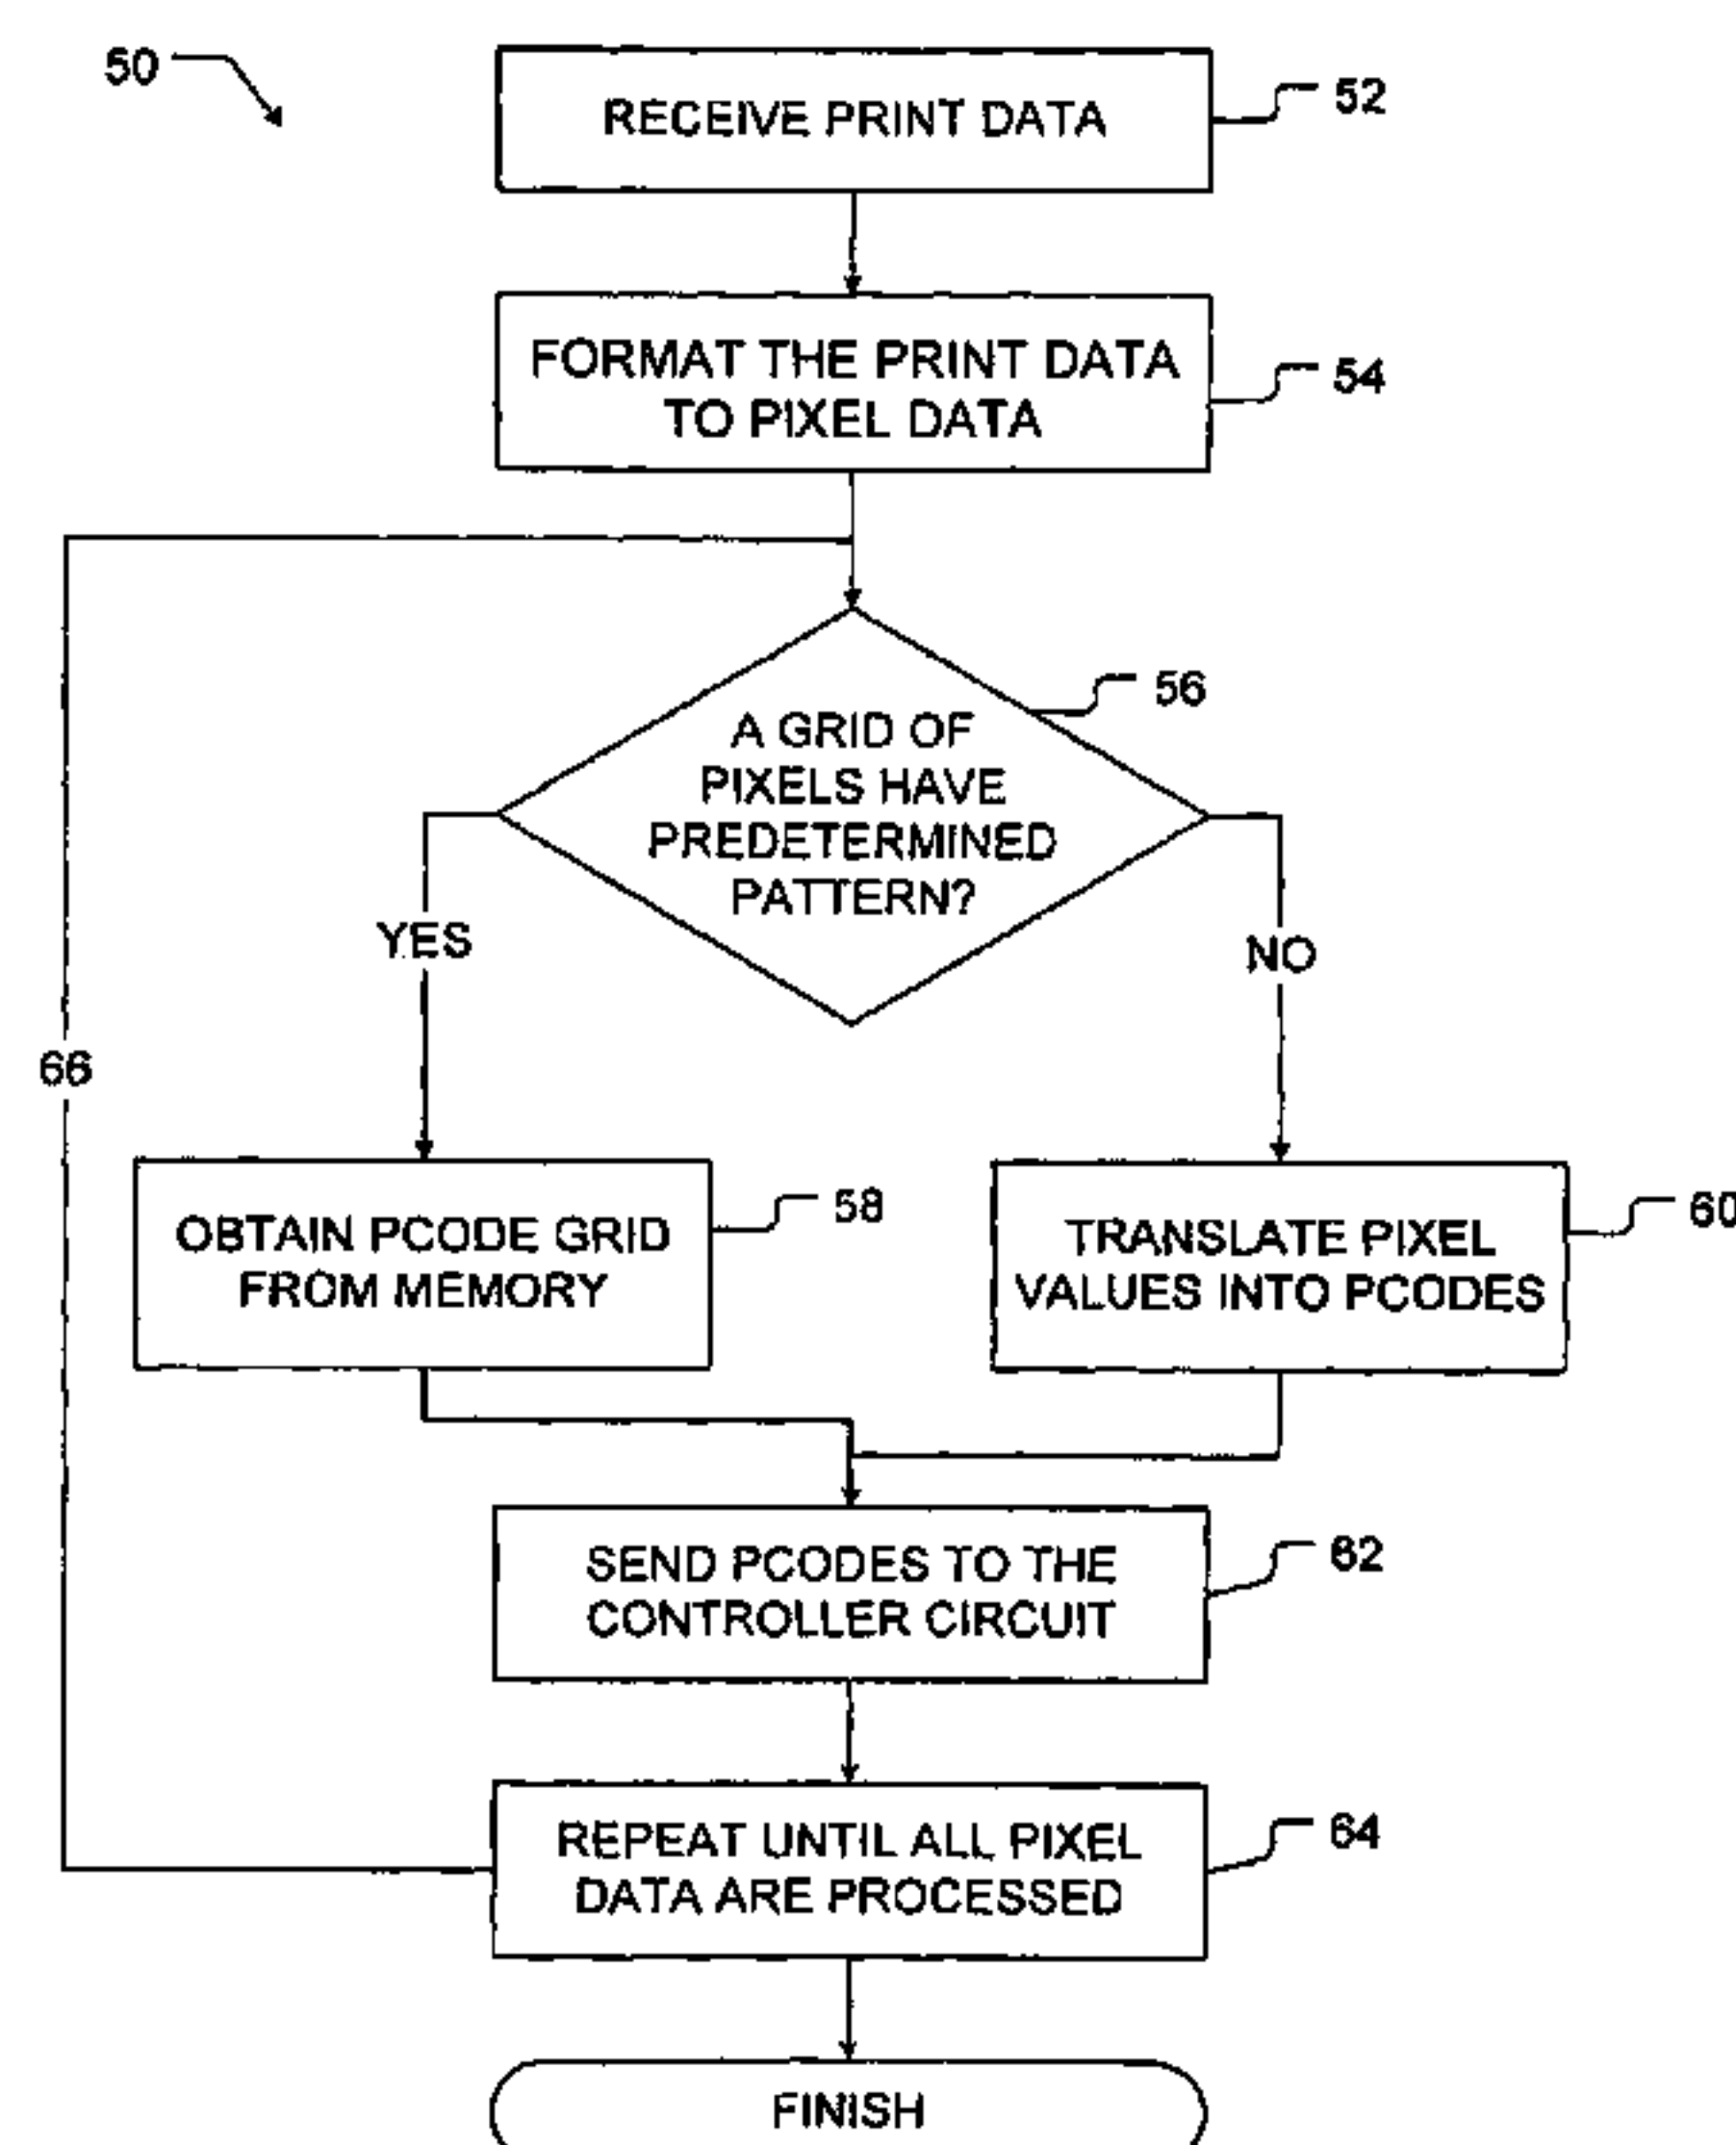 50
RECEIVE PRINT DATA
52
FORMAT THE PRINT DATA
TO PIXEL DATA
54
56
A GRID OF
PIXELS HAVE
PREDETERMINED
PATTERN?
YES
NO
66
OBTAIN PCODE GRID
FROM MEMORY
58
TRANSLATE PIXEL
VALUES INTO PCODES
60
SEND PCODES TO THE
CONTROLLER CIRCUIT
62
REPEAT UNTIL ALL PIXEL
DATA ARE PROCESSED
64
FINISH